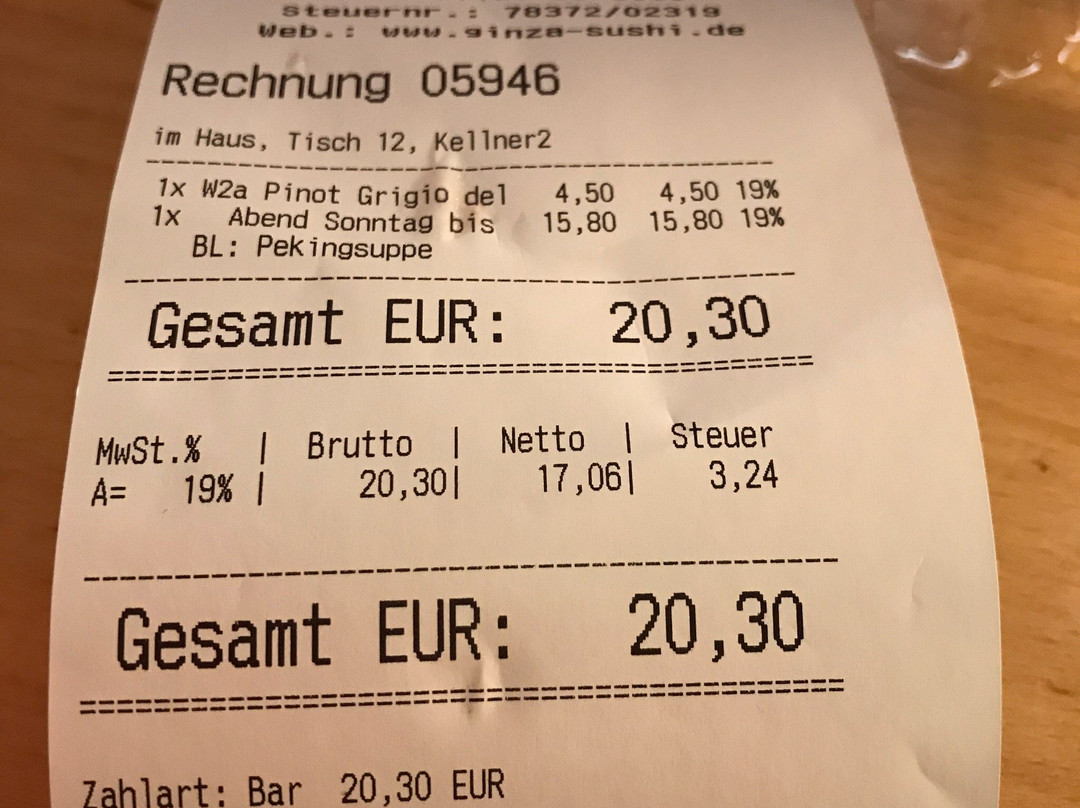 Steuernr.: 78372/02319
Web.: www.ginza-sushi.de
Rechnung 05946
im Haus, Tisch 12, Kellner2
1x W2a Pinot Grigio del 4,50 4,50 19%
1x Abend Sonntag bis 15,80 15,80 19%
BL: Pekingsuppe
Gesamt EUR: 20,30
MwSt.% | Brutto | Netto | Steuer
A= 19% | 20,30| 17,06| 3,24
Gesamt EUR: 20,30
Zahlart: Bar 20,30 EUR